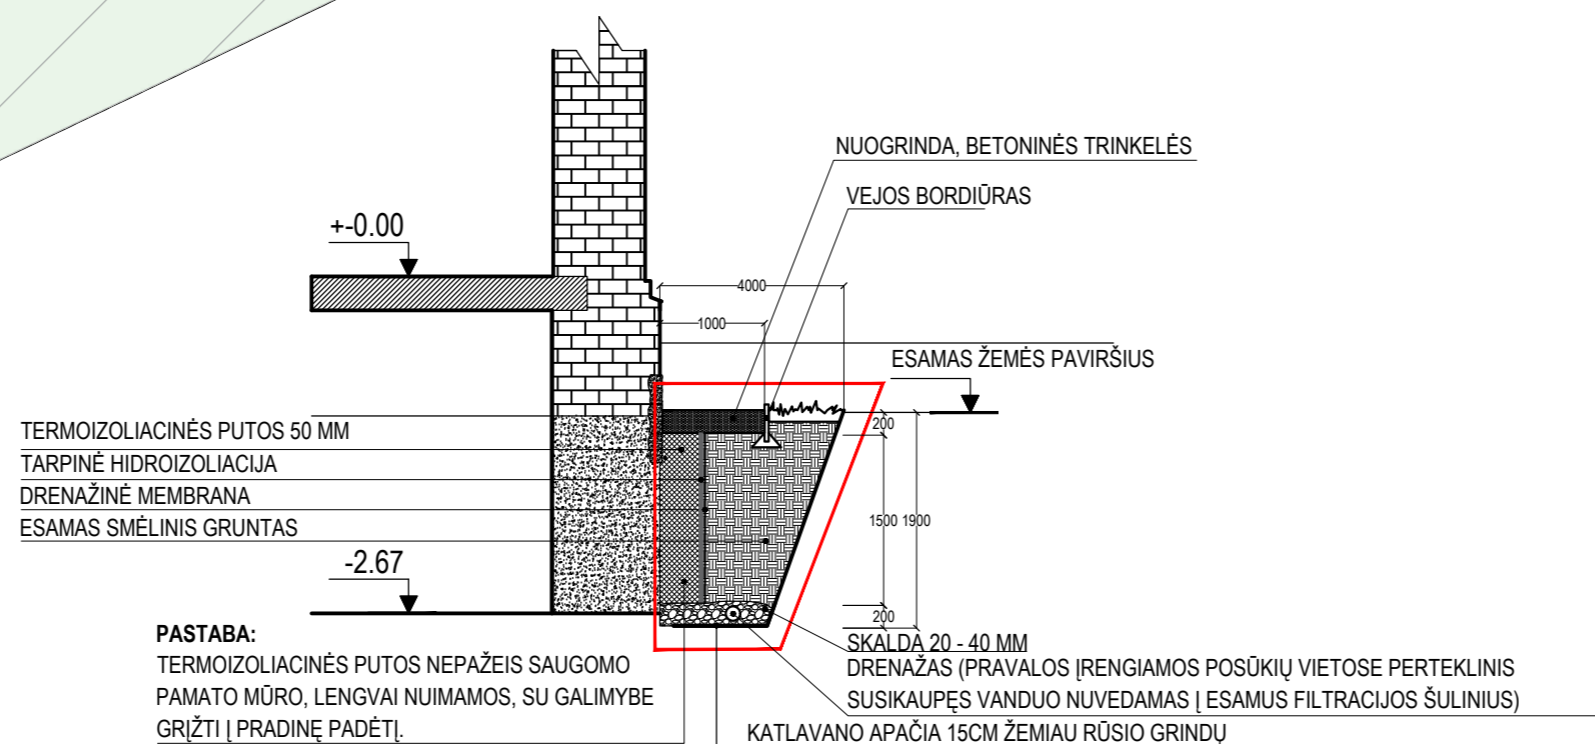 NUOGRINDA, BETONINĖS TRINKELĖS
VEJOS BORDIŪRAS
+-0.00
4000
1000
ESAMAS ŽEMĖS PAVIRŠIUS
200
TERMOIZOLIACINĖS PUTOS 50 MM
TARPINĖ HIDROIZOLIACIJA
DRENAŽINĖ MEMBRANA
ESAMAS SMĖLINIS GRUNTAS
1500 1900
-2.67
200
PASTABA:
TERMOIZOLIACINĖS PUTOS NEPAŽEIS SAUGOMO
PAMATO MŪRO, LENGVAI NUIMAMOS, SU GALIMYBE
GRĮŽTI Į PRADINĘ PADĖTĮ.
SKALDA 20 - 40 MM
DRENAŽAS (PRAVALOS ĮRENGIAMOS POSŪKIŲ VIETOSE PERTEKLINIS
SUSIKAUPĘS VANDUO NUVEDAMAS Į ESAMUS FILTRACIJOS ŠULINIUS)
KATLAVANO APAČIA 15CM ŽEMIAU RŪSIO GRINDŲ